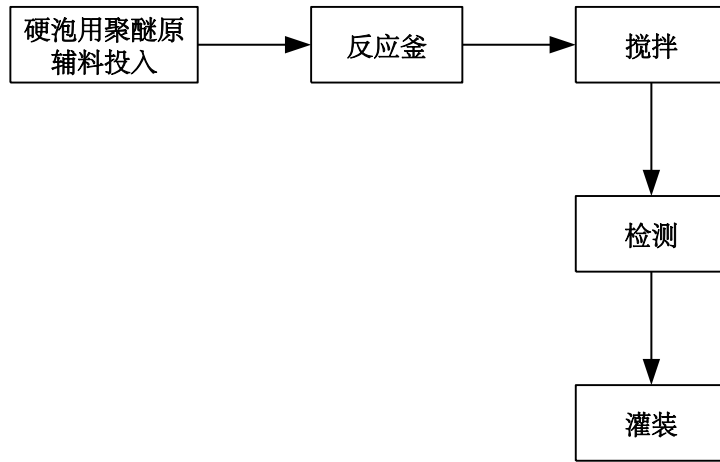 硬泡用聚醚原
辅料投入
反应釜
搅拌
检测
灌装